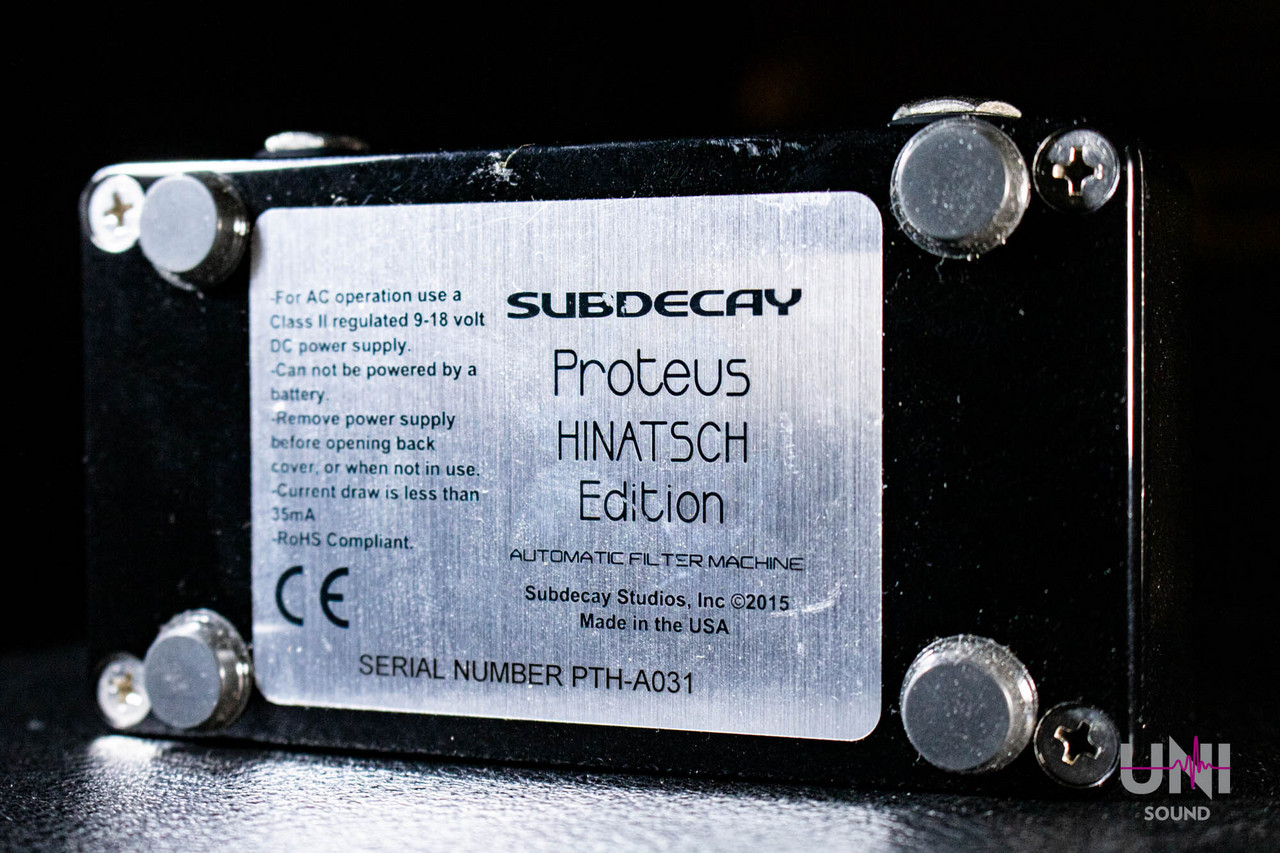 -For AC operation use a
Class II regulated 9-18 volt
DC power supply.
-Can not be powered by a
battery.
-Remove power supply
before opening back
cover, or when not in use.
-Current draw is less than
35mA
-RoHS Compliant.
CE
SUBDECAY
Proteus
HINATSCH
Edition
AUTOMATIC FILTER MACHINE
Subdecay Studios, Inc ©2015
Made in the USA
SERIAL NUMBER PTH-A031
UNI
SOUND